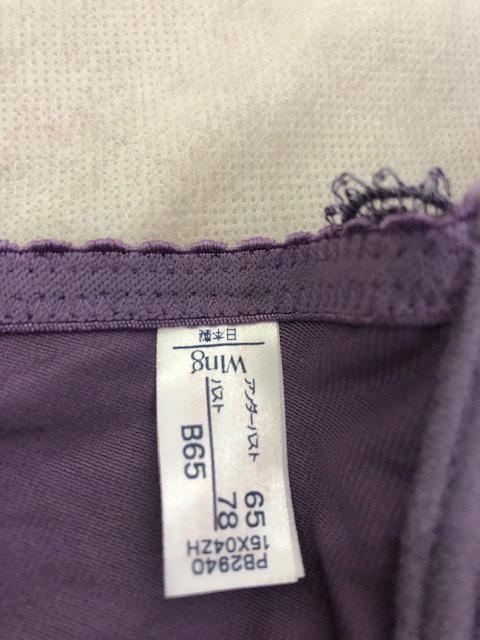 日本製
Wing
アンダーバスト 65
バスト 78
B65
PB2940
15X04ZH